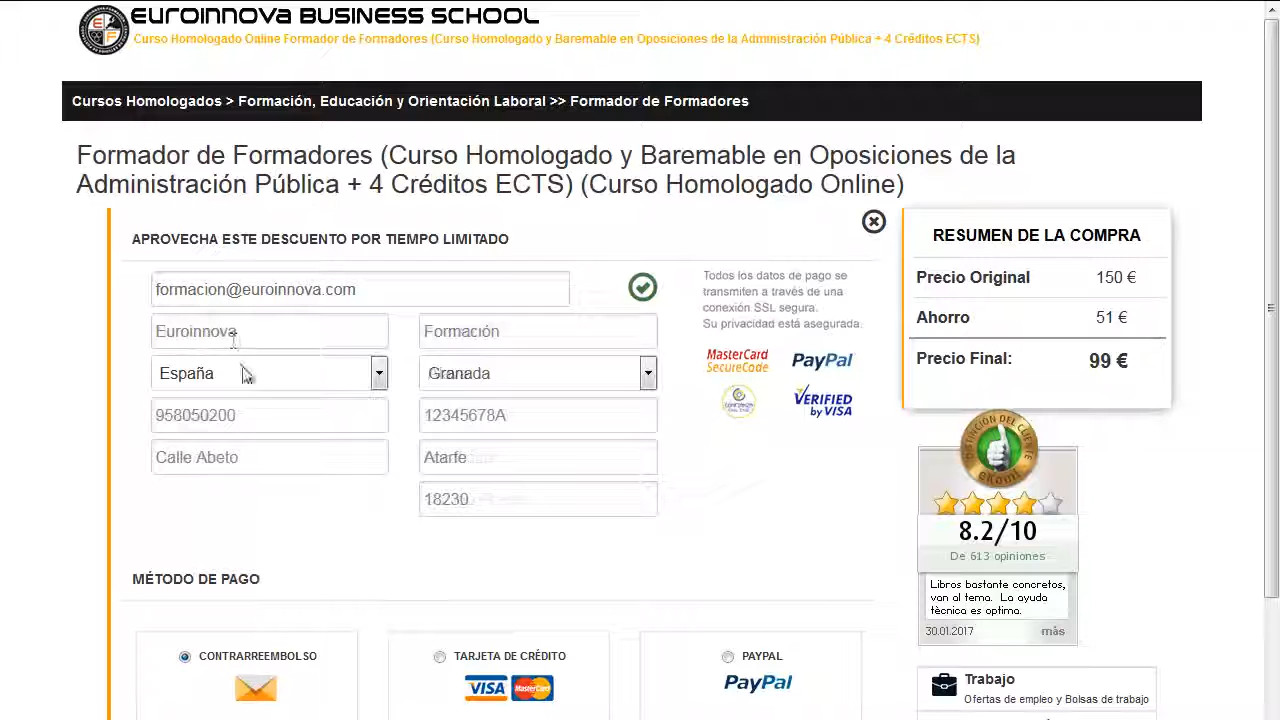 EUROINNOVA BUSINESS SCHOOL
Curso Homologado Online Formador de Formadores (Curso Homologado y Baremable en Oposiciones de la Administración Pública + 4 Créditos ECTS)
Cursos Homologados > Formación, Educación y Orientación Laboral >> Formador de Formadores
Formador de Formadores (Curso Homologado y Baremable en Oposiciones de la
Administración Pública + 4 Créditos ECTS) (Curso Homologado Online)
APROVECHA ESTE DESCUENTO POR TIEMPO LIMITADO
formacion@euroinnova.com
Euroinnova
Formación
España
Granada
958050200
12345678A
Calle Abeto
Atarfe
18230
Todos los datos de pago se
transmiten a través de una
conexión SSL segura.
Su privacidad está asegurada.
MasterCard
SecureCode
PayPal
VERIFIED
by VISA
MÉTODO DE PAGO
CONTRARREEMBOLSO
TARJETA DE CRÉDITO
VISA
MasterCard
PAYPAL
PayPal
RESUMEN DE LA COMPRA
Precio Original 150 €
Ahorro 51 €
Precio Final: 99 €
DISTINCIÓN DEL CLIENTE
eKomi
8.2/10
De 613 opiniones
Libros bastante concretos,
van al tema. La ayuda
tècnica es optima.
30.01.2017 más
Trabajo
Ofertas de empleo y Bolsas de trabajo